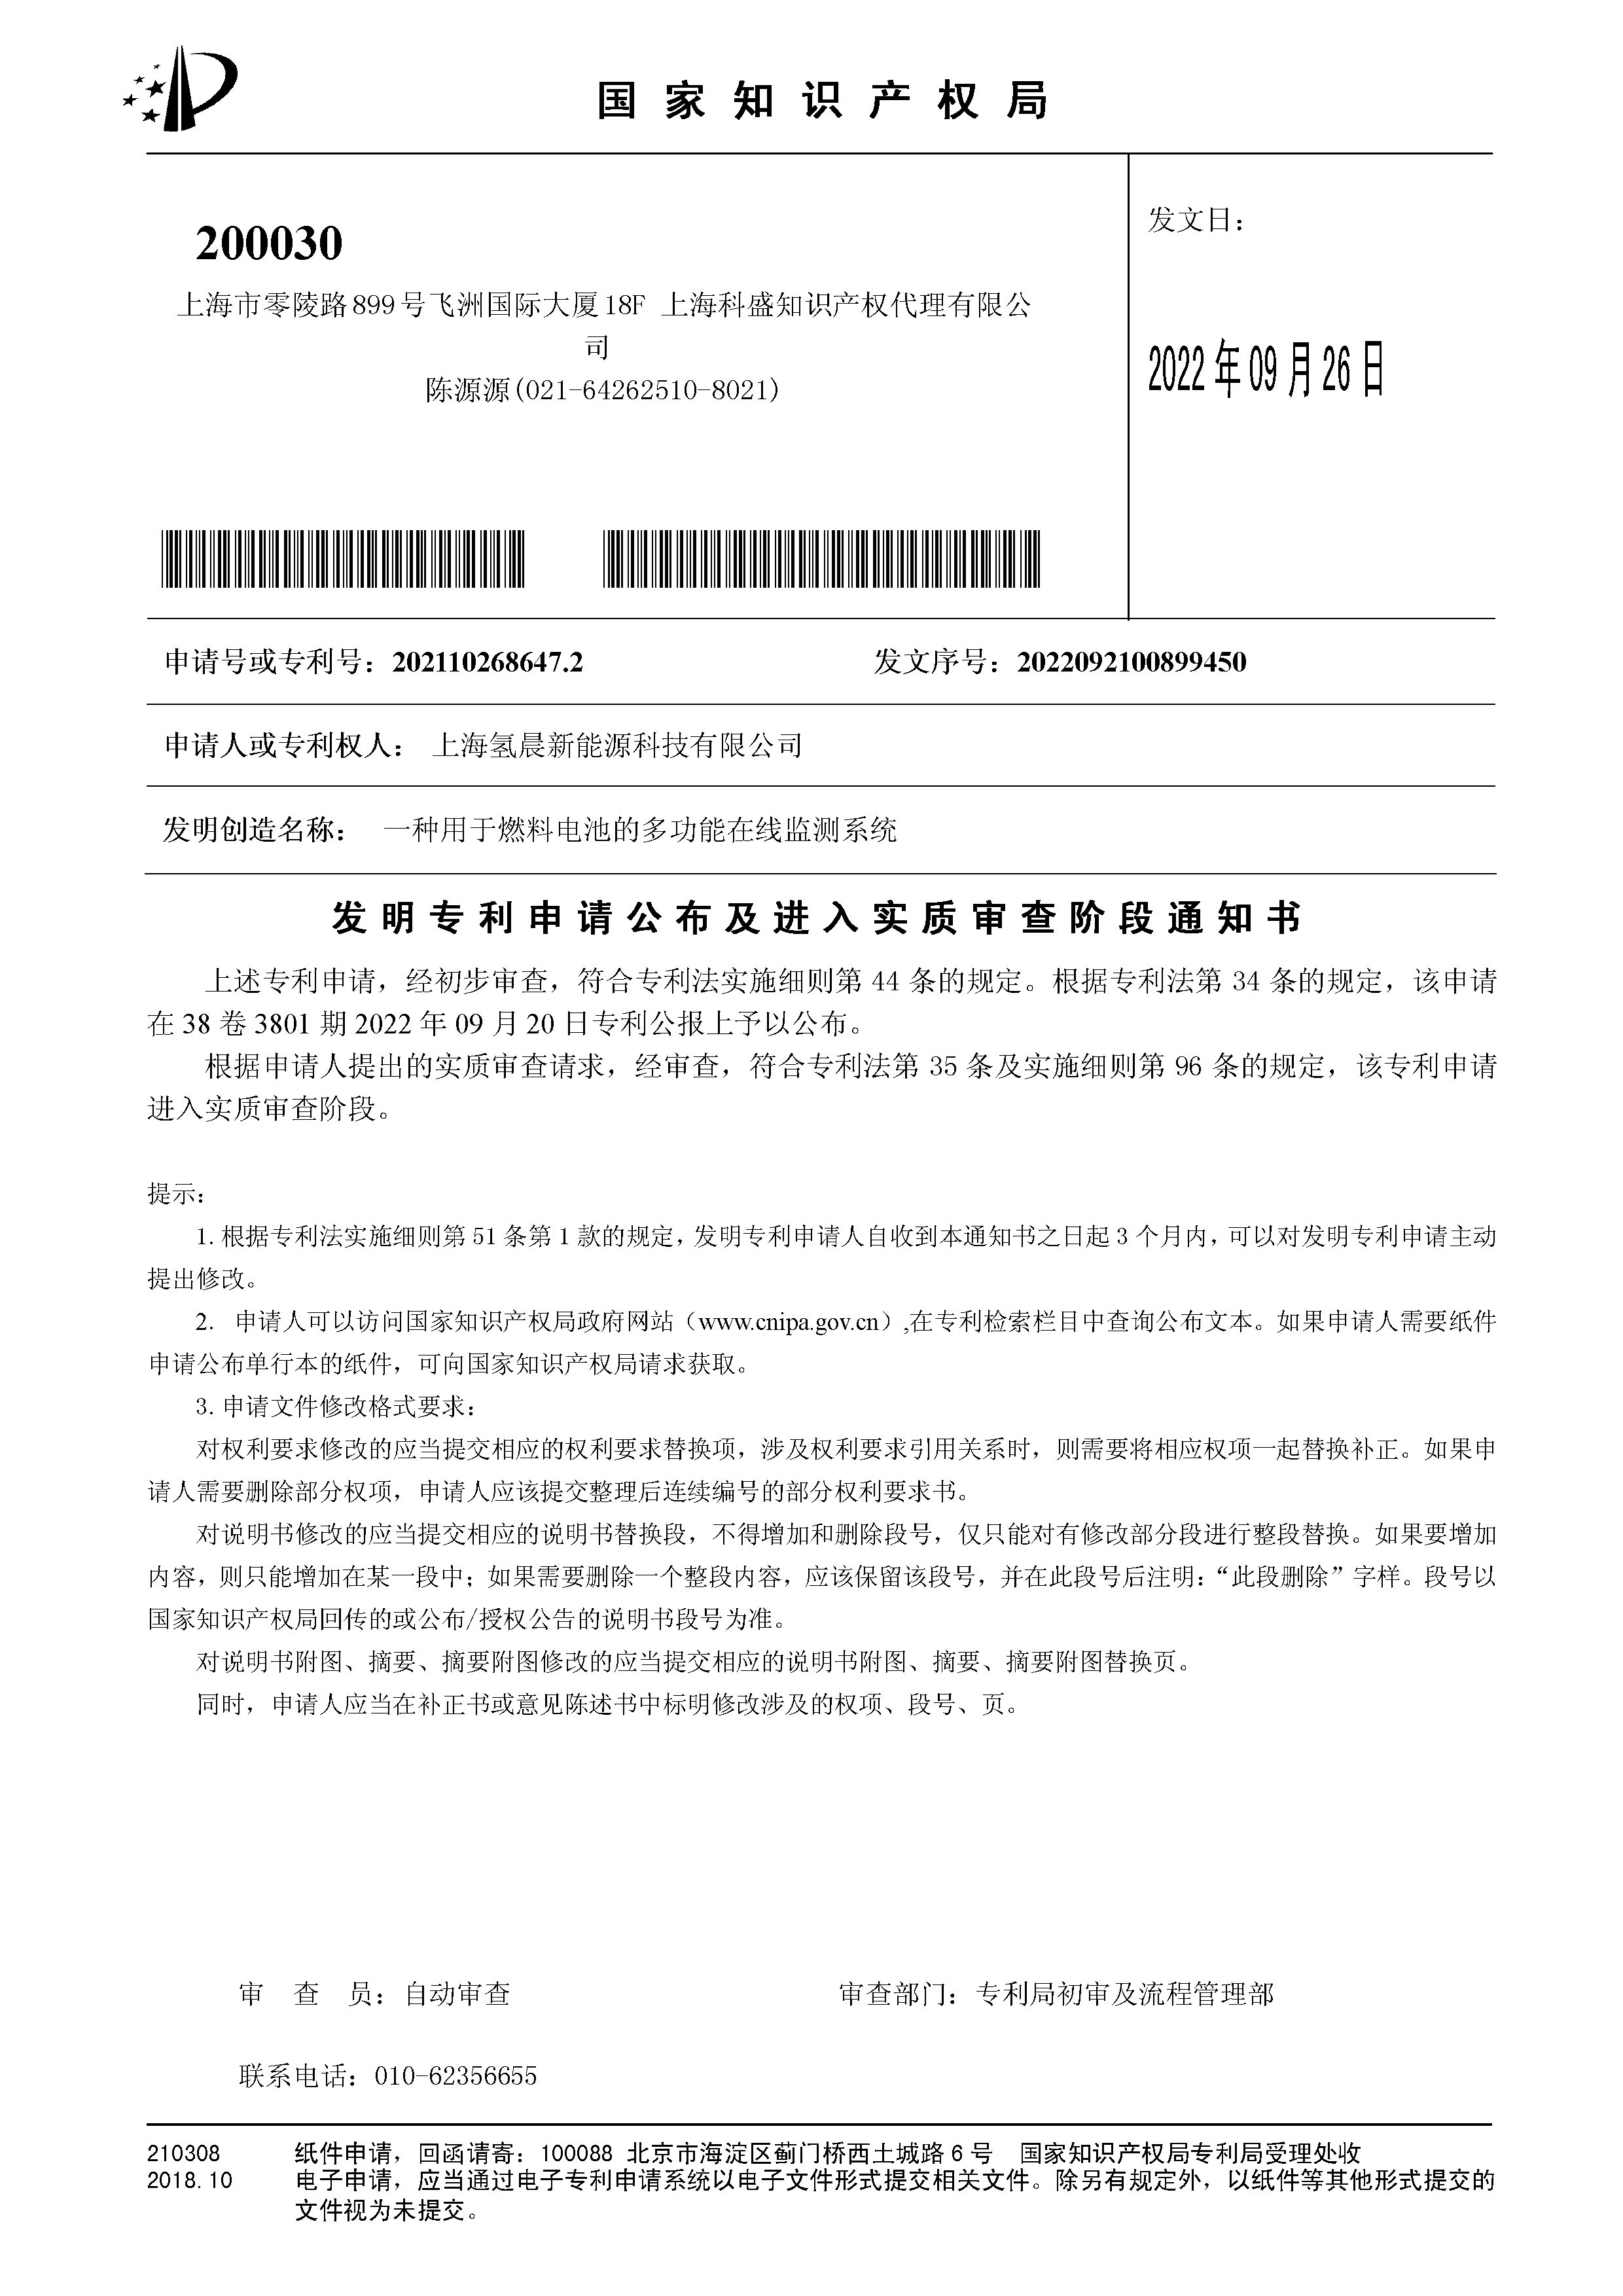 国家知识产权局
200030
上海市零陵路899号飞洲国际大厦18F 上海科盛知识产权代理有限公
司
陈源源(021-64262510-8021)
发文日：
2022年09月26日
申请号或专利号：202110268647.2 发文序号：2022092100899450
申请人或专利权人： 上海氢晨新能源科技有限公司
发明创造名称： 一种用于燃料电池的多功能在线监测系统
发明专利申请公布及进入实质审查阶段通知书
上述专利申请，经初步审查，符合专利法实施细则第 44 条的规定。根据专利法第 34 条的规定，该申请
在 38 卷 3801 期 2022 年 09 月 20 日专利公报上予以公布。
根据申请人提出的实质审查请求，经审查，符合专利法第 35 条及实施细则第 96 条的规定，该专利申请
进入实质审查阶段。
提示：
1. 根据专利法实施细则第 51 条第 1 款的规定，发明专利申请人自收到本通知书之日起 3 个月内，可以对发明专利申请主动
提出修改。
2. 申请人可以访问国家知识产权局政府网站（www.cnipa.gov.cn）,在专利检索栏目中查询公布文本。如果申请人需要纸件
申请公布单行本的纸件，可向国家知识产权局请求获取。
3. 申请文件修改格式要求：
对权利要求修改的应当提交相应的权利要求替换项，涉及权利要求引用关系时，则需要将相应权项一起替换补正。如果申
请人需要删除部分权项，申请人应该提交整理后连续编号的部分权利要求书。
对说明书修改的应当提交相应的说明书替换段，不得增加和删除段号，仅只能对有修改部分段进行整段替换。如果要增加
内容，则只能增加在某一段中；如果需要删除一个整段内容，应该保留该段号，并在此段号后注明：“此段删除”字样。段号以
国家知识产权局回传的或公布/授权公告的说明书段号为准。
对说明书附图、摘要、摘要附图修改的应当提交相应的说明书附图、摘要、摘要附图替换页。
同时，申请人应当在补正书或意见陈述书中标明修改涉及的权项、段号、页。
审 查 员：自动审查 审查部门：专利局初审及流程管理部
联系电话：010-62356655
210308 纸件申请，回函请寄：100088 北京市海淀区蓟门桥西土城路 6 号 国家知识产权局专利局受理处收
2018.10 电子申请，应当通过电子专利申请系统以电子文件形式提交相关文件。除另有规定外，以纸件等其他形式提交的
文件视为未提交。